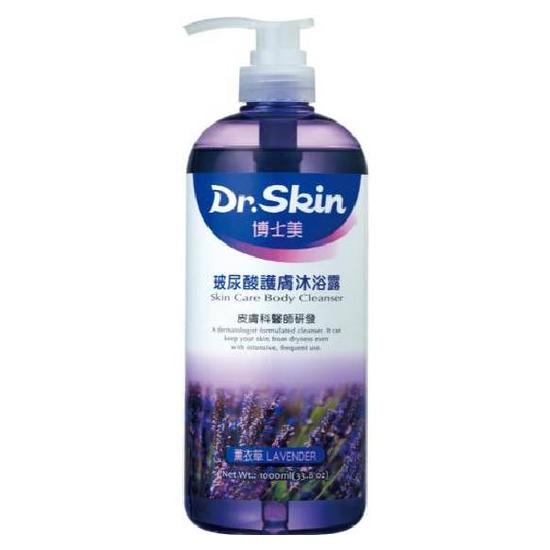 Dr.Skin
博士美
玻尿酸護膚沐浴露
Skin Care Body Cleanser
皮膚科醫師研發
A dermatologist formulated cleanser. It can
keep your skin from dryness even
with intensive, frequent use.
薰衣草 LAVENDER
Net Wt.: 1000ml(33.8 oz)